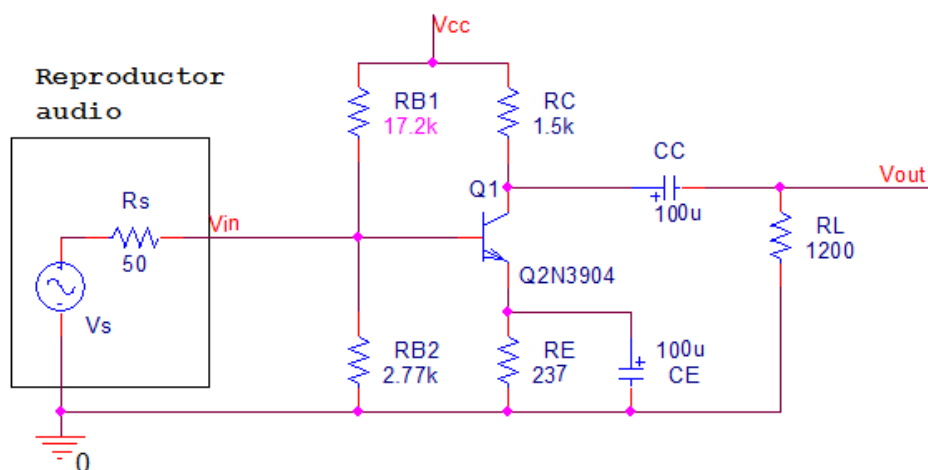 Vcc
Reproductor
audio
RB1
17.2k
RC
1.5k
CC
+
100u
Vout
Q1
Rs
50
Vin
RL
1200
Q2N3904
+
-
Vs
RB2
2.77k
RE
237
100u
+
CE
0